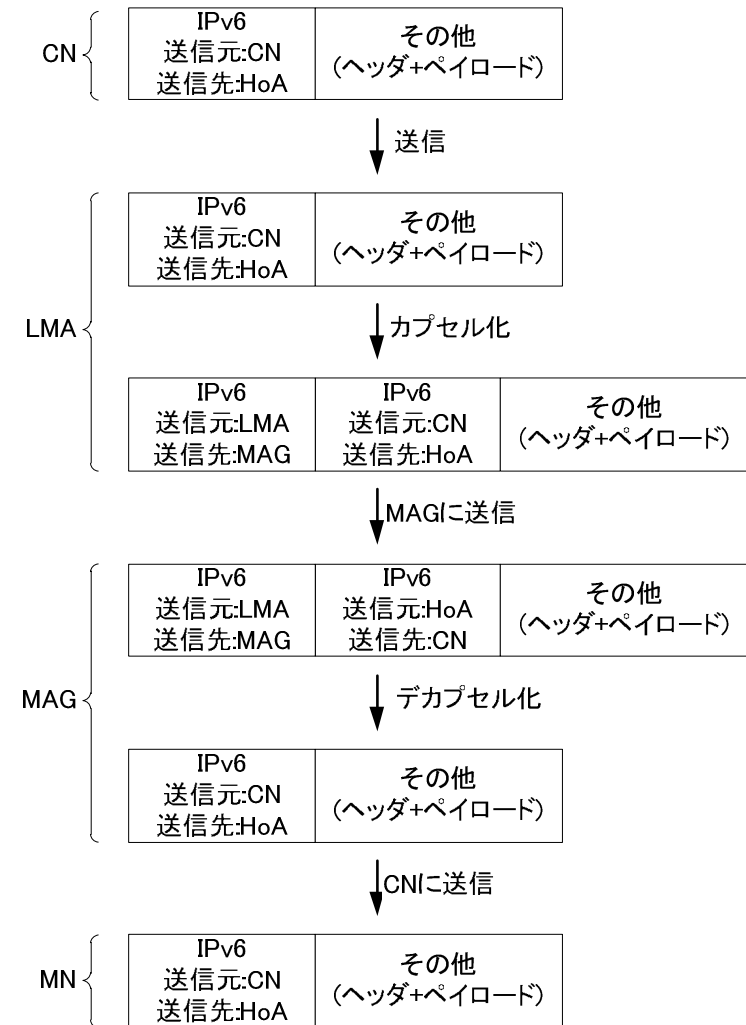 CN
IPv6
送信元:CN
送信先:HoA
その他
(ヘッダ+ペイロード)
送信
LMA
IPv6
送信元:CN
送信先:HoA
その他
(ヘッダ+ペイロード)
カプセル化
IPv6
送信元:LMA
送信先:MAG
IPv6
送信元:CN
送信先:HoA
その他
(ヘッダ+ペイロード)
MAGに送信
MAG
IPv6
送信元:LMA
送信先:MAG
IPv6
送信元:HoA
送信先:CN
その他
(ヘッダ+ペイロード)
デカプセル化
IPv6
送信元:CN
送信先:HoA
その他
(ヘッダ+ペイロード)
CNに送信
MN
IPv6
送信元:CN
送信先:HoA
その他
(ヘッダ+ペイロード)